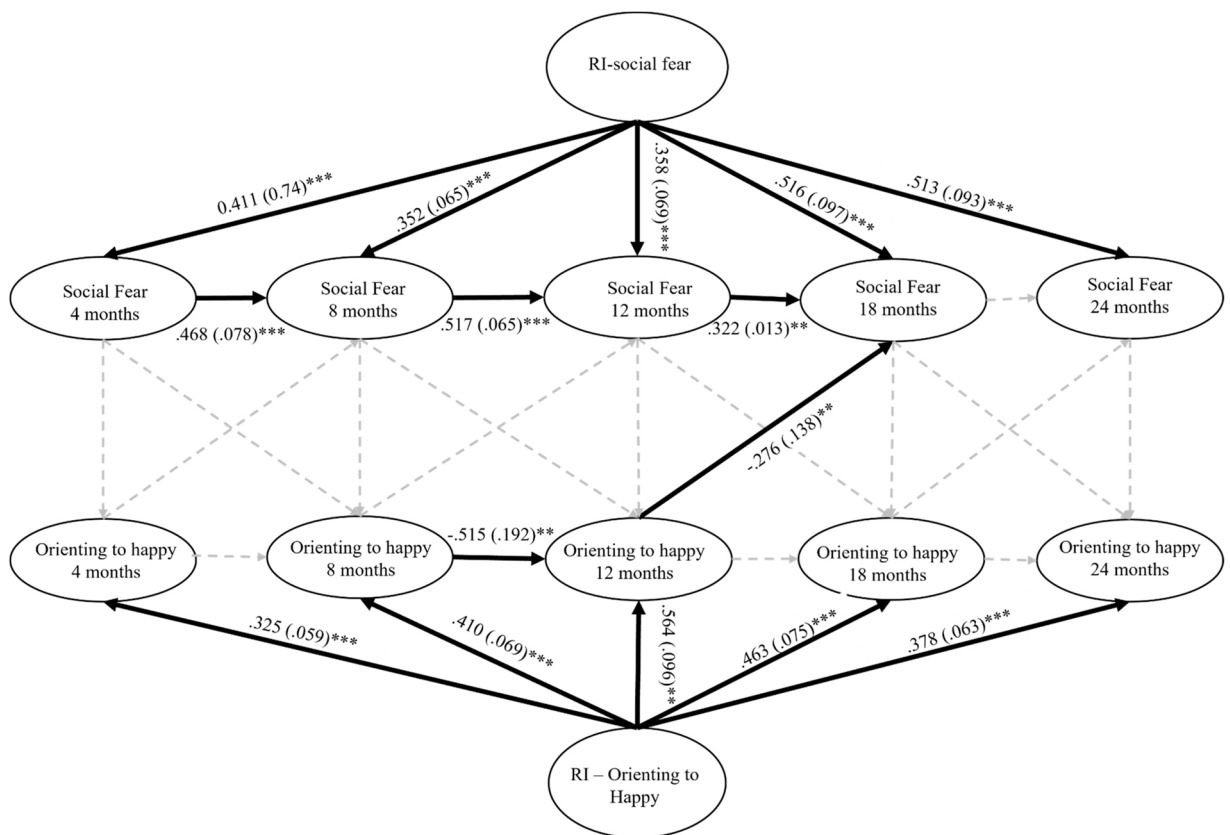 RI-social fear
0.411 (0.74)***
.352 (.065)***
.358 (.069)***
.516 (.097)***
.513 (.093)***
Social Fear
4 months
Social Fear
8 months
Social Fear
12 months
Social Fear
18 months
Social Fear
24 months
.468 (.078)***
.517 (.065)***
.322 (.013)**
-.276 (.138)**
-.515 (.192)**
Orienting to happy
4 months
Orienting to happy
8 months
Orienting to happy
12 months
Orienting to happy
18 months
Orienting to happy
24 months
.325 (.059)***
.410 (.069)***
.564 (.096)**
.463 (.075)***
.378 (.063)***
RI – Orienting to
Happy